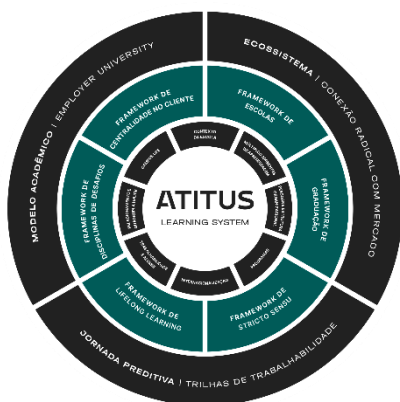 ATITUS
LEARNING SYSTEM
MODELO ACADÊMICO | EMPLOYER UNIVERSITY
ECOSSISTEMA | CONEXÃO RADICAL COM MERCADO
JORNADA PREDITIVA | TRILHAS DE TRABALHABILIDADE
FRAMEWORK DE
CENTRALIDADE NO CLIENTE
FRAMEWORK DE
ESCOLAS
FRAMEWORK DE
GRADUAÇÃO
FRAMEWORK DE
STRICTO SENSU
FRAMEWORK DE
LIFELONG LEARNING
FRAMEWORK DE
DISCIPLINAS DE DESAFIOS
INTERNACIONALIZAÇÃO